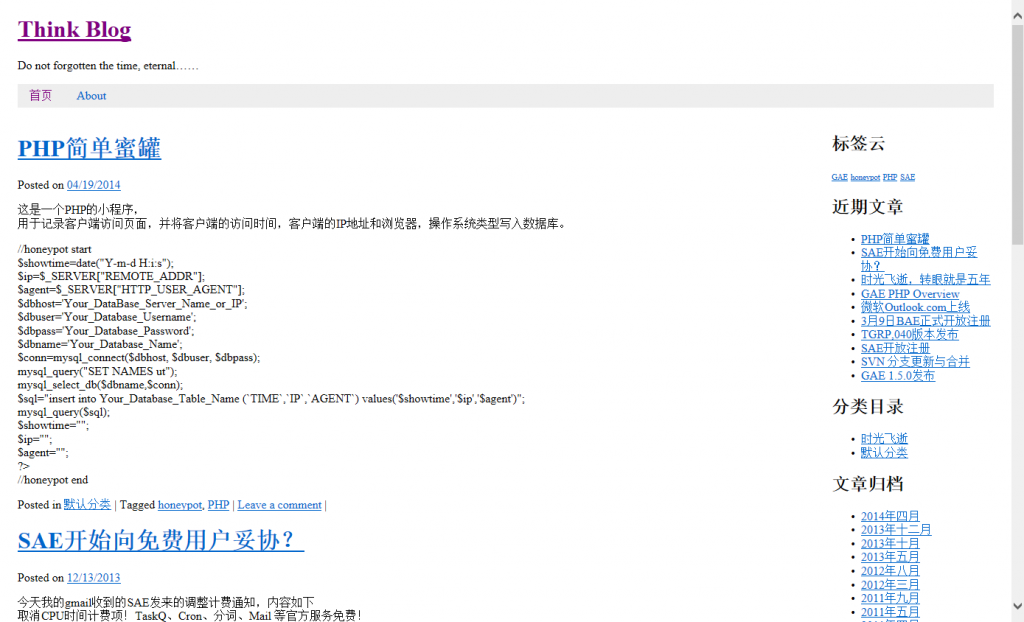 Think Blog
Do not forgotten the time, eternal……
首页 About
PHP简单蜜罐
Posted on 04/19/2014
这是一个PHP的小程序，
用于记录客户端访问页面，并将客户端的访问时间，客户端的IP地址和浏览器，操作系统类型写入数据库。
//honeypot start
$showtime=date("Y-m-d H:i:s");
$ip=$_SERVER["REMOTE_ADDR"];
$agent=$_SERVER["HTTP_USER_AGENT"];
$dbhost='Your_DataBase_Server_Name_or_IP';
$dbuser='Your_Database_Username';
$dbpass='Your_Database_Password';
$dbname='Your_Database_Name';
$conn=mysql_connect($dbhost, $dbuser, $dbpass);
mysql_query("SET NAMES ut");
mysql_select_db($dbname,$conn);
$sql="insert into Your_Database_Table_Name (`TIME`,`IP`,`AGENT`) values('$showtime','$ip','$agent')";
mysql_query($sql);
$showtime="";
$ip="";
$agent="";
?>
//honeypot end
Posted in 默认分类 | Tagged honeypot, PHP | Leave a comment |
SAE开始向免费用户妥协？
Posted on 12/13/2013
今天我的gmail收到的SAE发来的调整计费通知，内容如下
取消CPU时间计费项！TaskQ、Cron、分词、Mail 等官方服务免费！
标签云
GAE honeypot PHP SAE
近期文章
PHP简单蜜罐
SAE开始向免费用户妥
协？
时光飞逝，转眼就是五年
GAE PHP Overview
微软Outlook.com上线
3月9日BAE正式开放注册
TGRP,040版本发布
SAE开放注册
SVN 分支更新与合并
GAE 1.5.0发布
分类目录
时光飞逝
默认分类
文章归档
2014年四月
2013年十二月
2013年十月
2013年五月
2012年八月
2012年三月
2011年九月
2011年五月